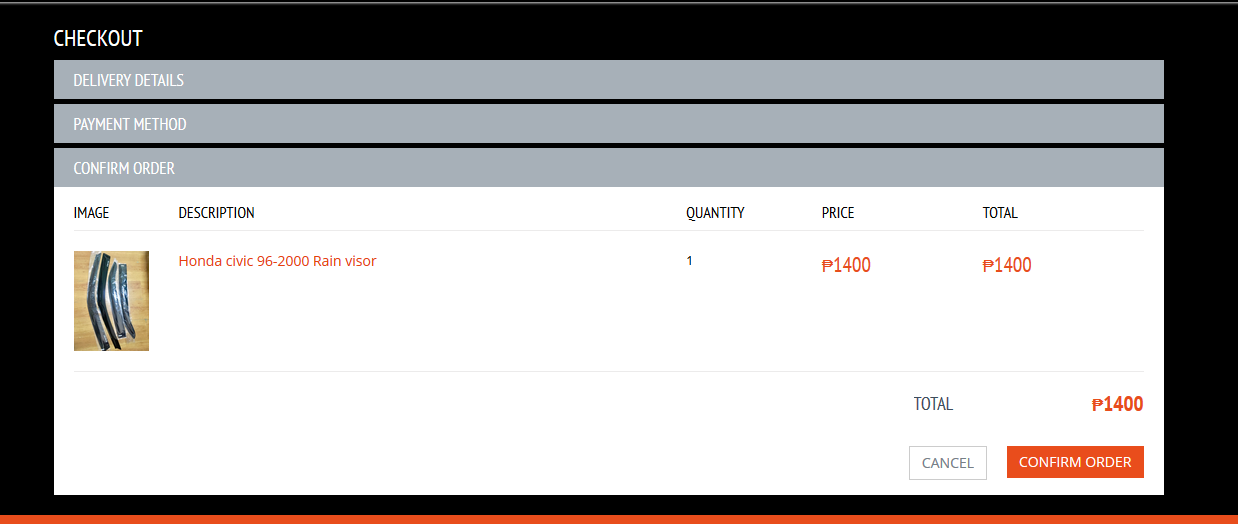 CHECKOUT
DELIVERY DETAILS
PAYMENT METHOD
CONFIRM ORDER
IMAGE DESCRIPTION QUANTITY PRICE TOTAL
Honda civic 96-2000 Rain visor 1 ₱1400 ₱1400
TOTAL ₱1400
CANCEL CONFIRM ORDER